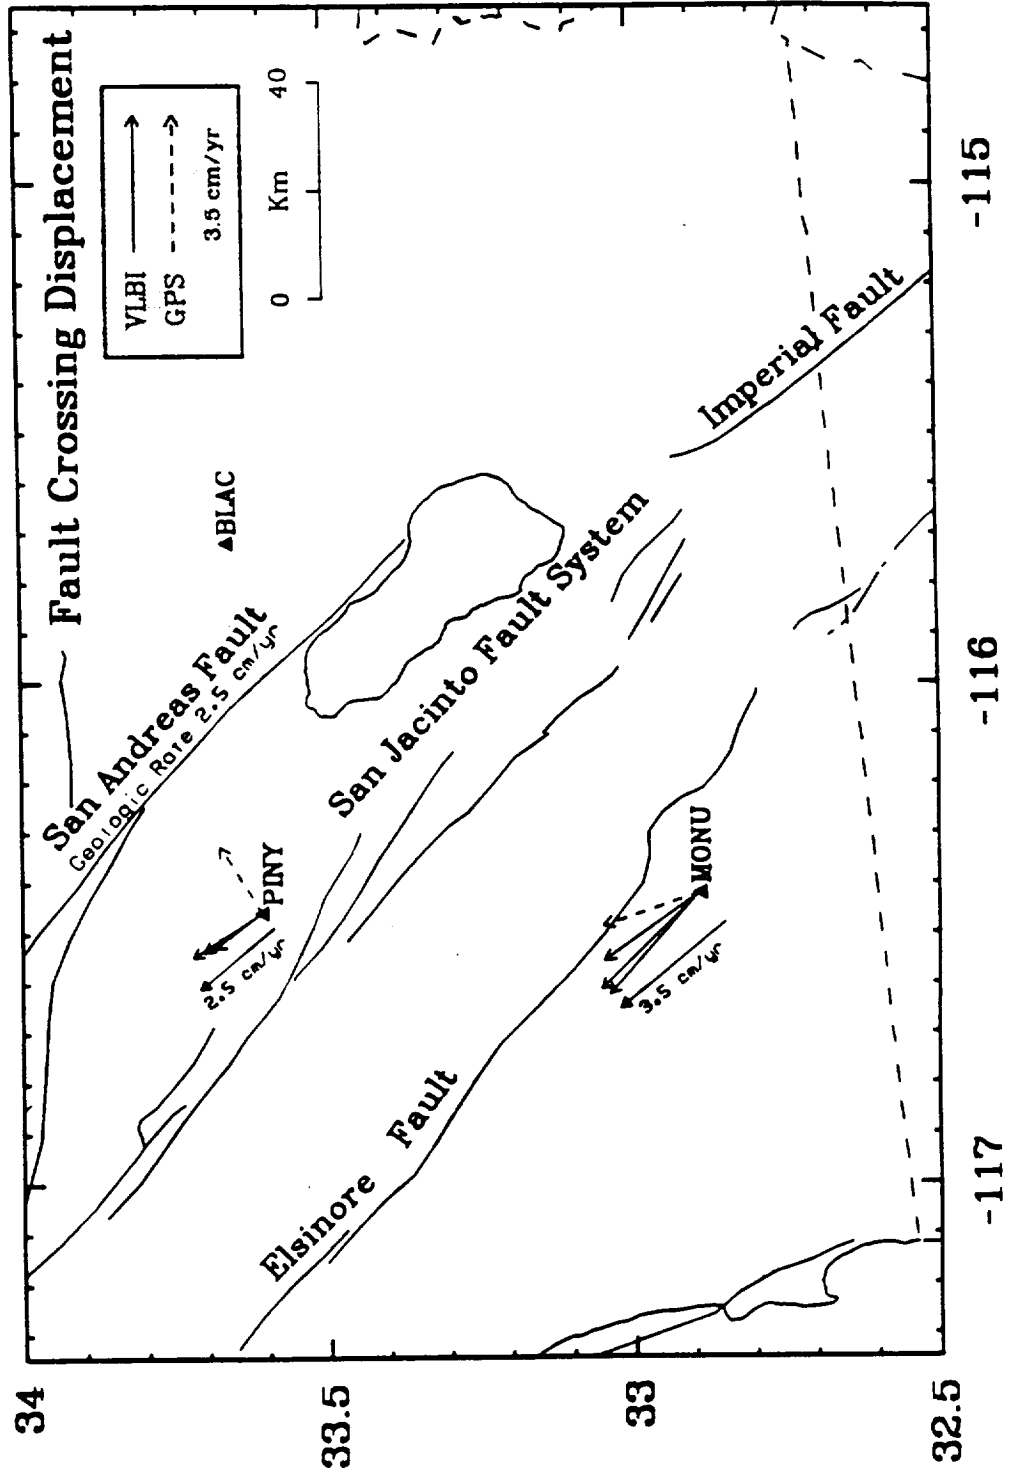 Fault Crossing Displacement
VLBI
GPS
3.5 cm/yr
0 Km 40
BLAC
San Andreas Fault
Geologic Rate 2.5 cm/yr
PINY
2.5 cm/yr
San Jacinto Fault System
Imperial Fault
MONU
3.5 cm/yr
Elsinore Fault
34
33.5
33
32.5
-117
-116
-115